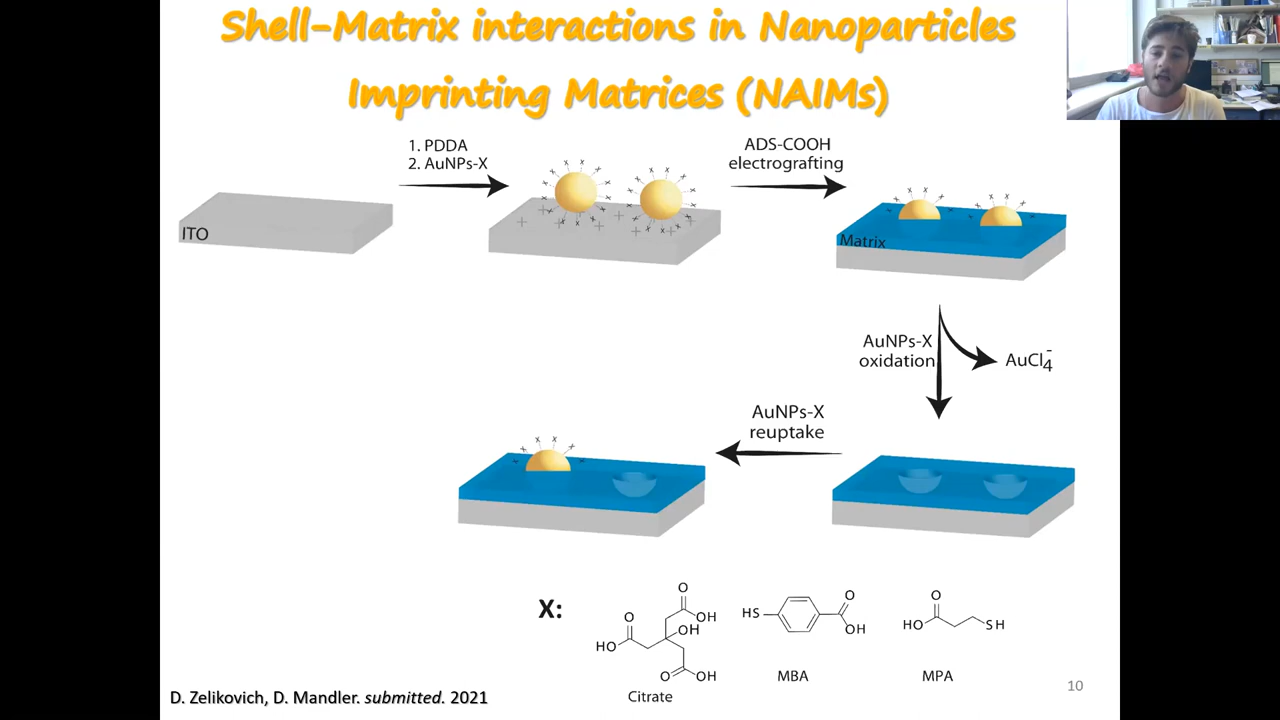 Shell-Matrix interactions in Nanoparticles
Imprinting Matrices (NAIMs)
1. PDDA
2. AuNPs-X
ADS-COOH
electrografting
ITO
Matrix
AuNPs-X
oxidation
AuCl4-
AuNPs-X
reuptake
X:
O
OH
O
OH
HO
O
OH
Citrate
HS
O
OH
MBA
O
HO
SH
MPA
D. Zelikovich, D. Mandler. submitted. 2021
10